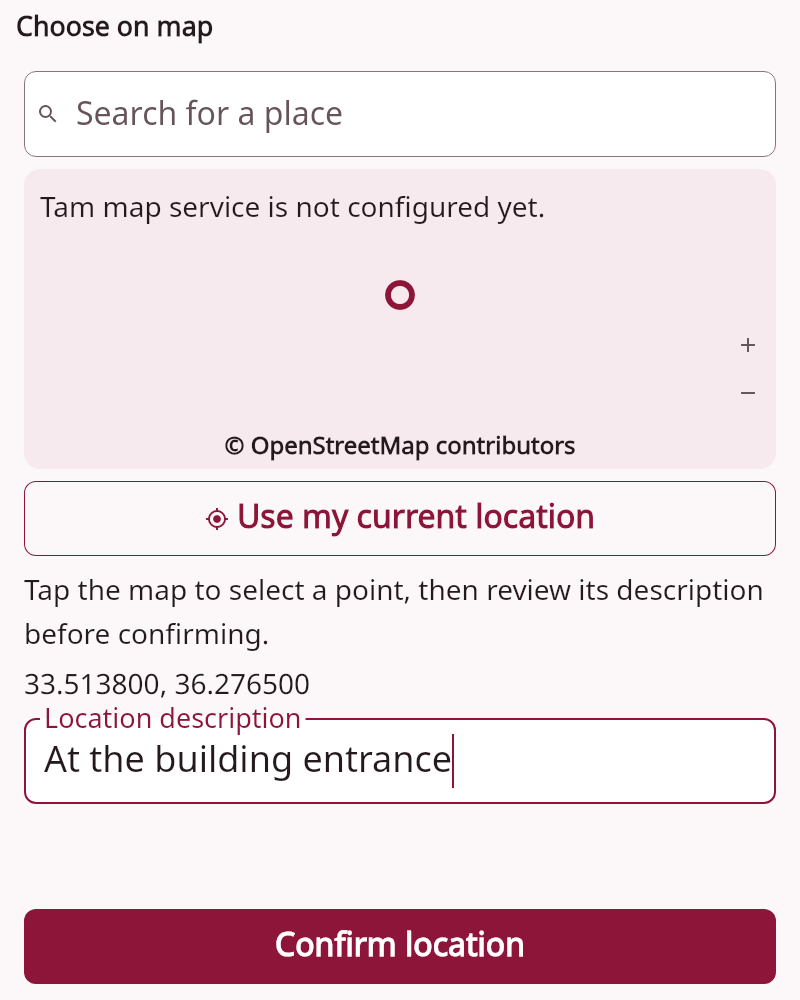 Choose on map
Search for a place
Tam map service is not configured yet.
© OpenStreetMap contributors
Use my current location
Tap the map to select a point, then review its description
before confirming.
33.513800, 36.276500
Location description
At the building entrance
Confirm location